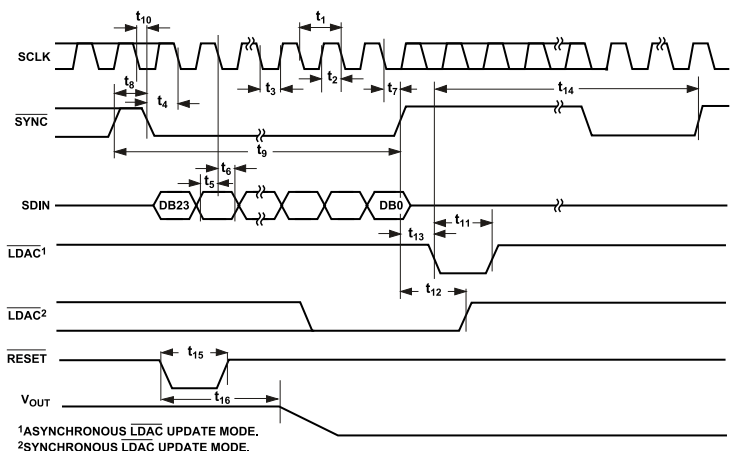 t10
t1
SCLK
t3
t2
t7
t8
t4
t14
SYNC
t9
t6
t5
SDIN
DB23
DB0
t13
t11
LDAC1
t12
LDAC2
RESET
t15
t16
VOUT
1ASYNCHRONOUS LDAC UPDATE MODE.
2SYNCHRONOUS LDAC UPDATE MODE.